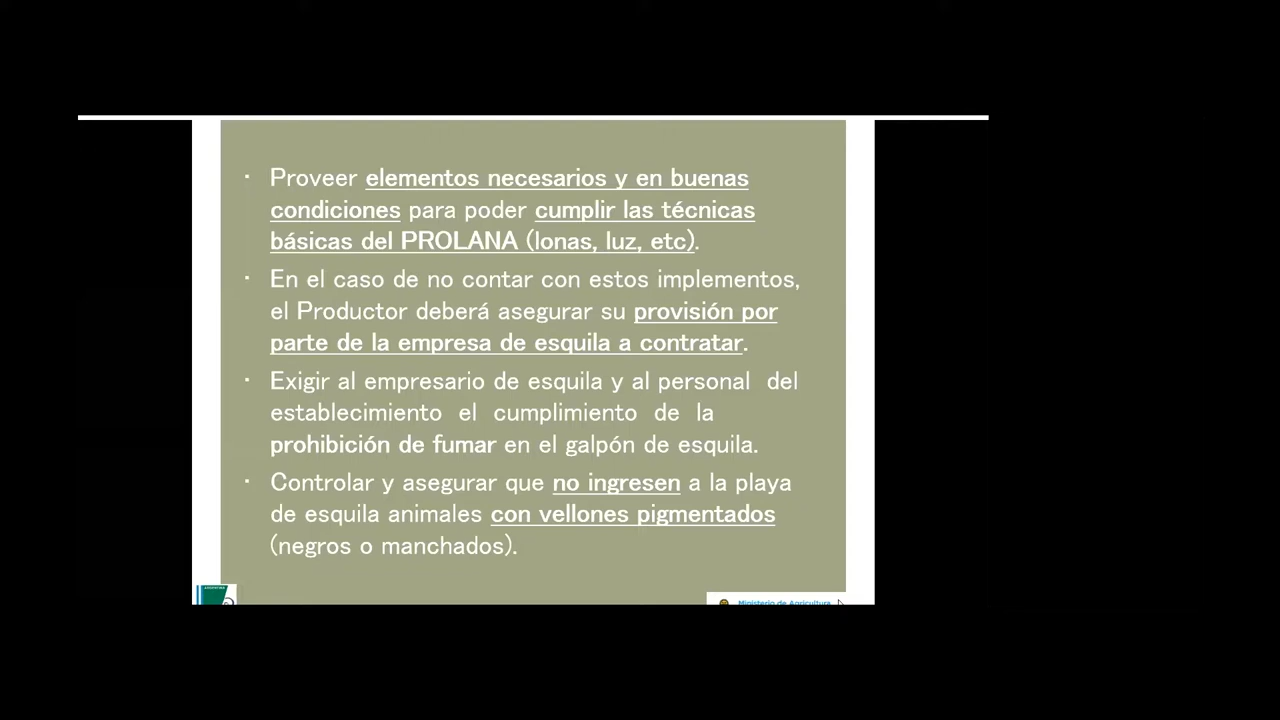 · Proveer elementos necesarios y en buenas
condiciones para poder cumplir las técnicas
básicas del PROLANA (lonas, luz, etc).
· En el caso de no contar con estos implementos,
el Productor deberá asegurar su provisión por
parte de la empresa de esquila a contratar.
· Exigir al empresario de esquila y al personal del
establecimiento el cumplimiento de la
prohibición de fumar en el galpón de esquila.
· Controlar y asegurar que no ingresen a la playa
de esquila animales con vellones pigmentados
(negros o manchados).
Ministerio de Agricultura